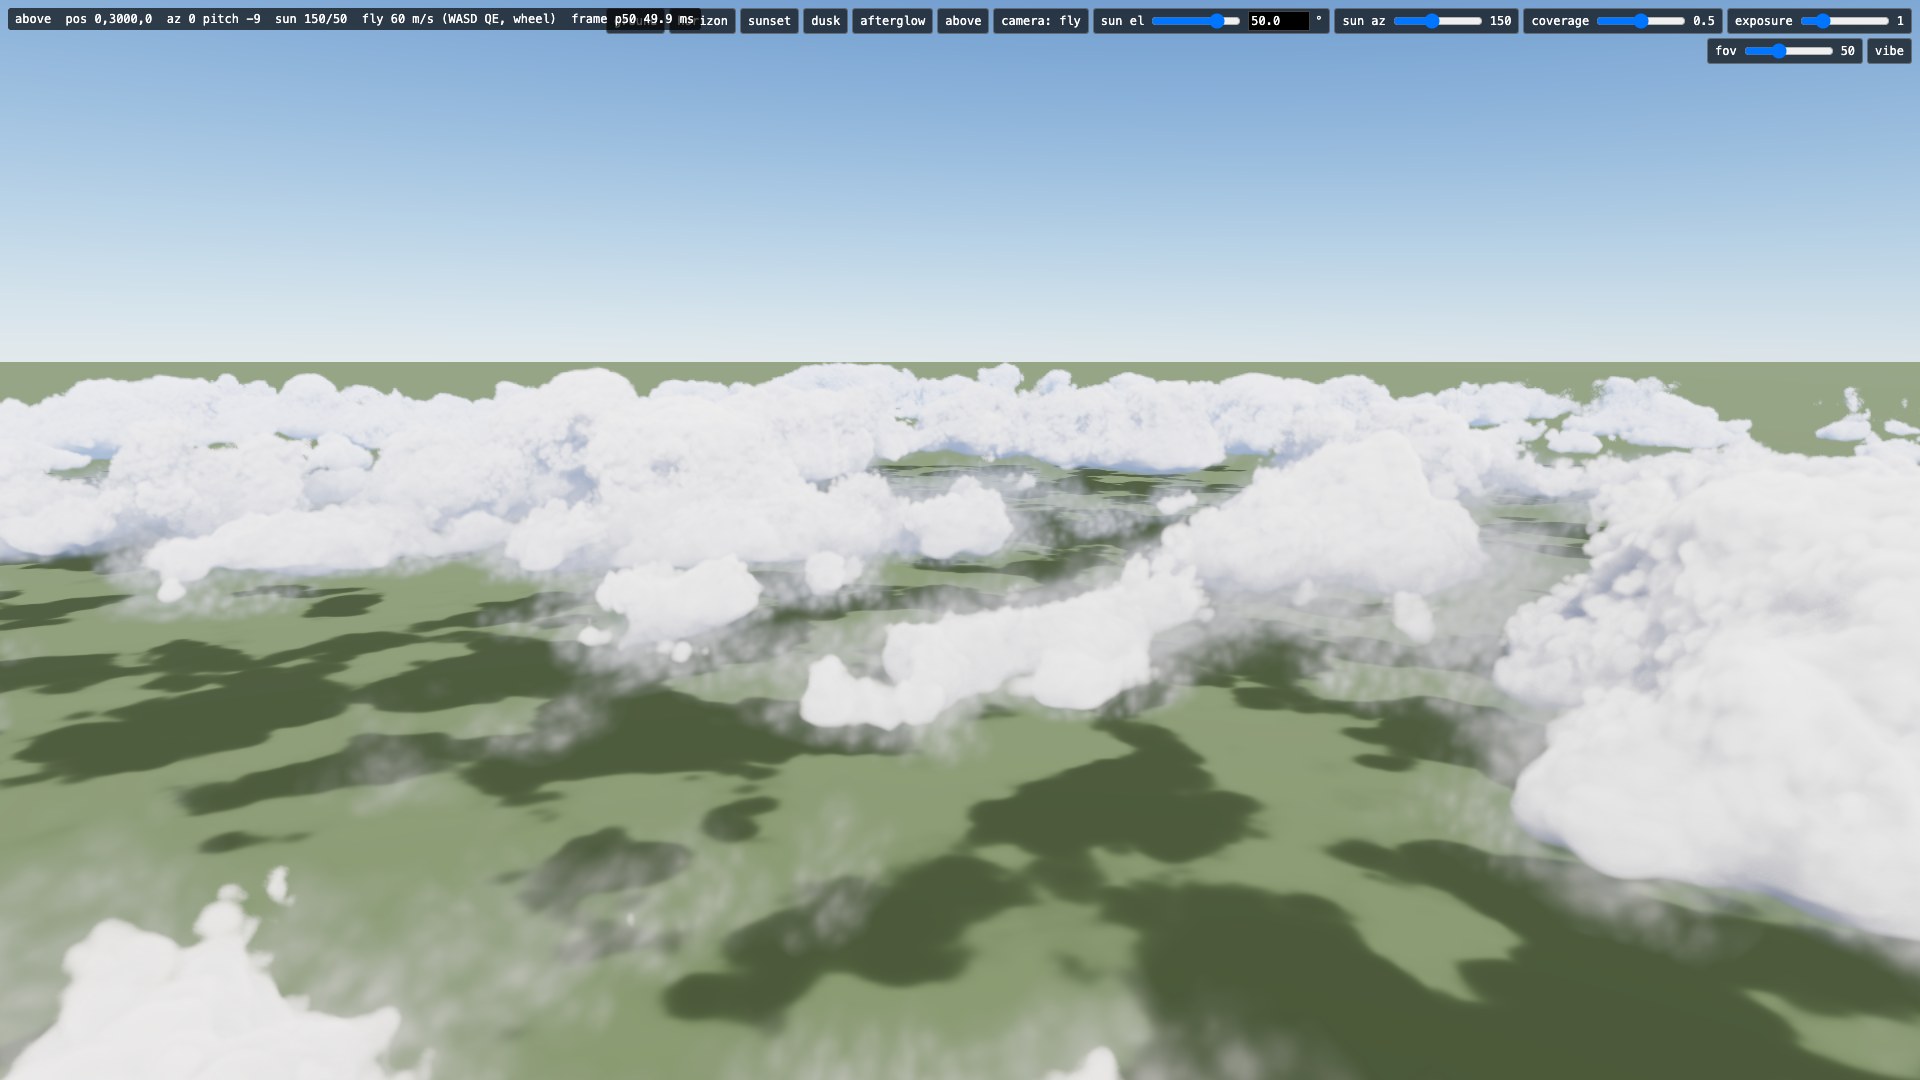 above pos 0,3000,0 az 0 pitch −9 sun 150/50 fly 60 m/s (WASD QE, wheel) frame p50 49.9 ms
sunset dusk afterglow above camera: fly sun el 50.0 ° sun az 150 coverage 0.5 exposure 1
fov 50 vibe